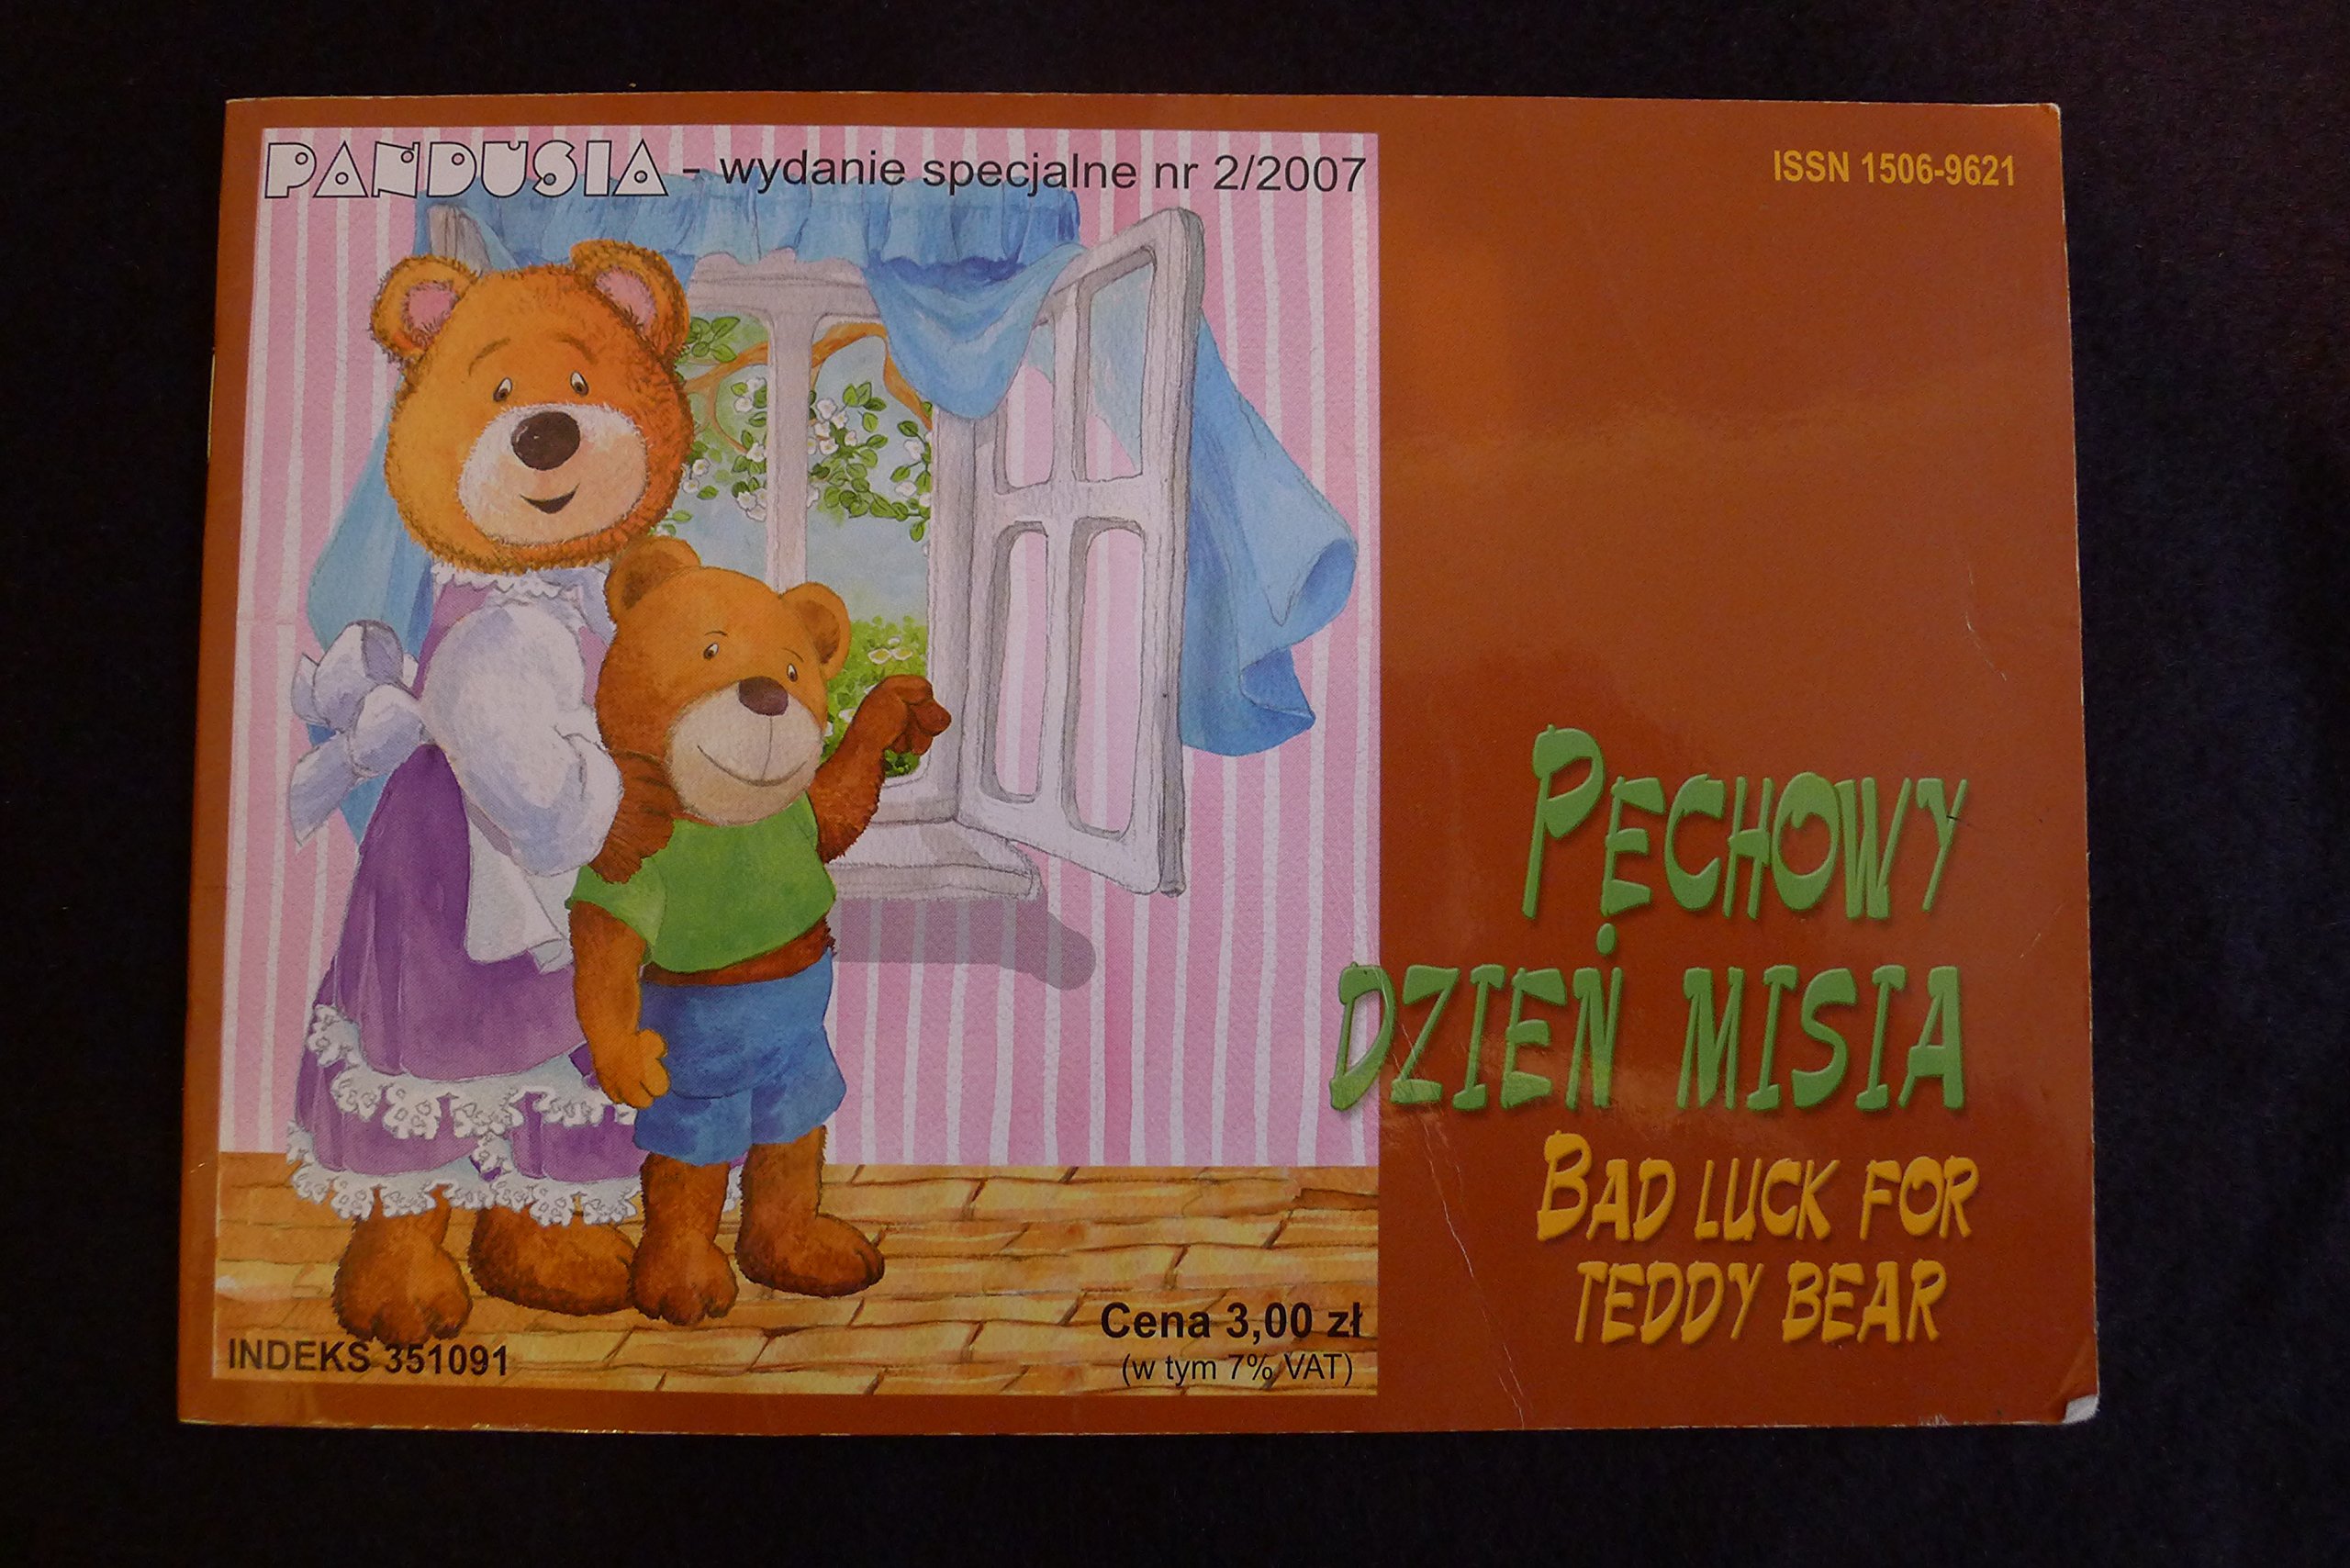 PANDUSIA - wydanie specjalne nr 2/2007
ISSN 1506-9621
PECHOWY
DZIEŃ MISIA
BAD LUCK FOR
TEDDY BEAR
Cena 3,00 zł
(w tym 7% VAT)
INDEKS 351091